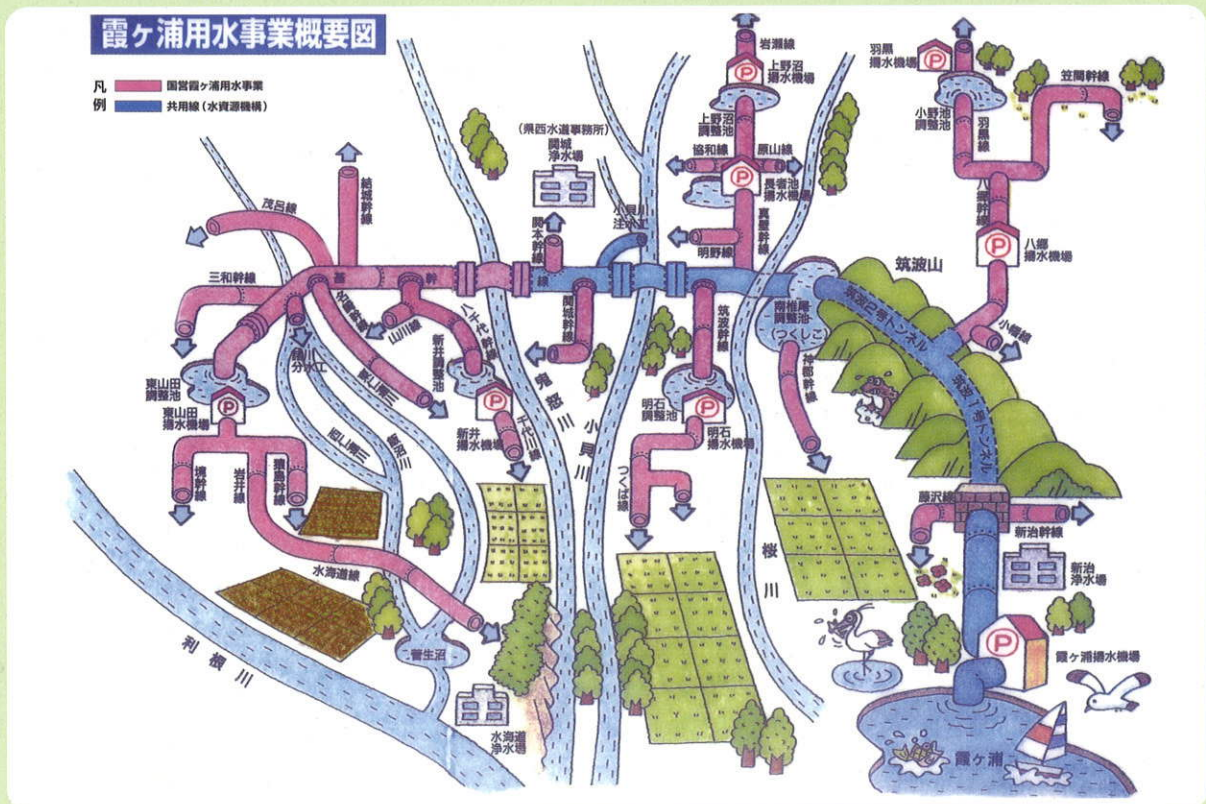 霞ヶ浦用水事業概要図
凡例
国営霞ヶ浦用水事業
共用線(水資源機構)
岩瀬線
上野沼
揚水機場
上野沼
調整池
協和線
原山線
長者池
揚水機場
真壁幹線
明野線
羽黒
揚水機場
小野池
調整池
羽黒線
笠間幹線
八郷幹線
八郷
揚水機場
小幡線
筑波山
筑波2号トンネル
筑波1号トンネル
(県西水道事務所)
関城
浄水場
小貝川
注水工
関本幹線
結城幹線
茂呂線
三和幹線
基
幹
線
山川線
八千代幹線
新井調整池
新井
揚水機場
千代川線
関城幹線
筑波幹線
明石
調整池
明石
揚水機場
つくば線
南椎尾
調整池
(つくしこ)
神郡幹線
分水工
東山田
調整池
東山田
揚水機場
境幹線
岩井線
猿島幹線
水海道線
飯沼川
鬼怒川
小貝川
桜川
利根川
菅生沼
水海道
浄水場
藤沢線
新治幹線
新治
浄水場
霞ヶ浦揚水機場
霞ヶ浦
P
P
P
P
P
P
P
P